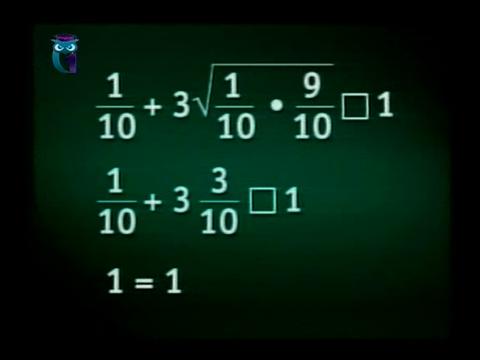 1/10 + 3√(1/10 • 9/10) □ 1
1/10 + 3 3/10 □ 1
1 = 1